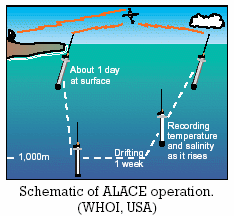 About 1 day
at surface
Recording
temperature
and salinity
as it rises
Drifting
1 week
1,000m
Schematic of ALACE operation.
(WHOI, USA)